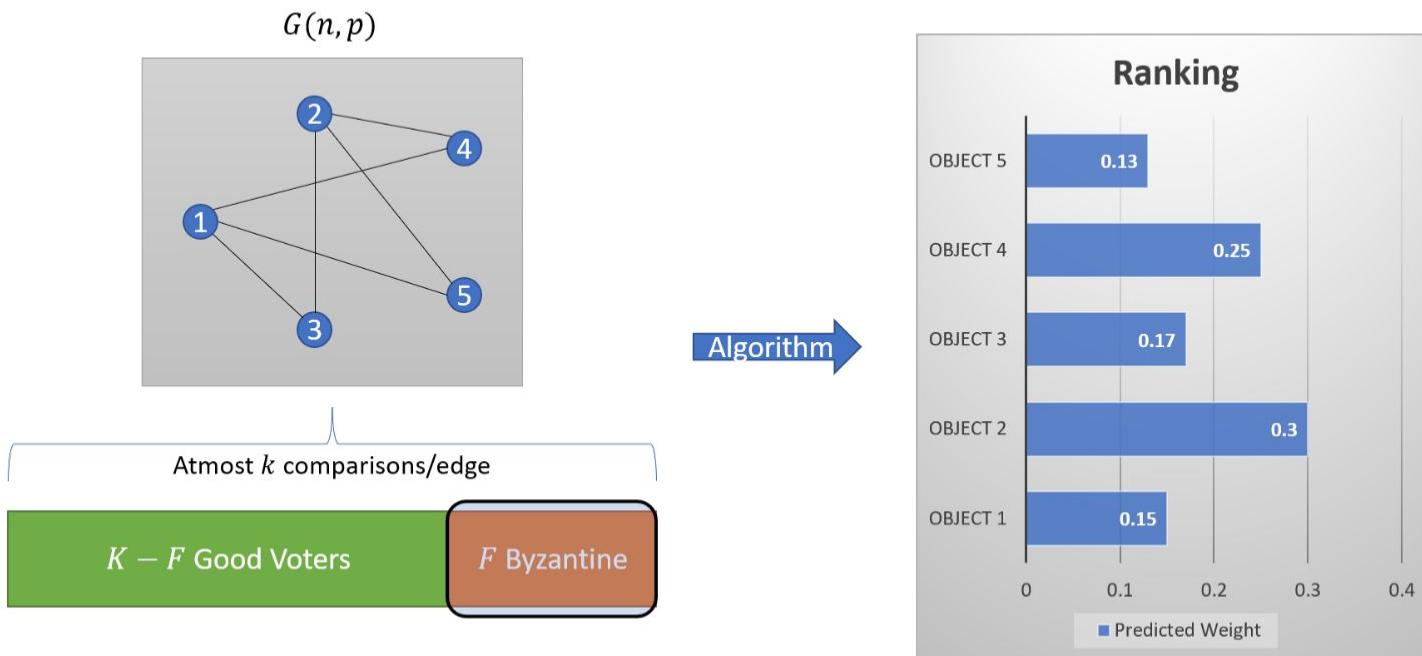 G(n, p)
2
4
1
5
3
Atmost k comparisons/edge
K − F Good Voters
F Byzantine
Algorithm
Ranking
OBJECT 5
0.13
OBJECT 4
0.25
OBJECT 3
0.17
OBJECT 2
0.3
OBJECT 1
0.15
0 0.1 0.2 0.3 0.4
Predicted Weight